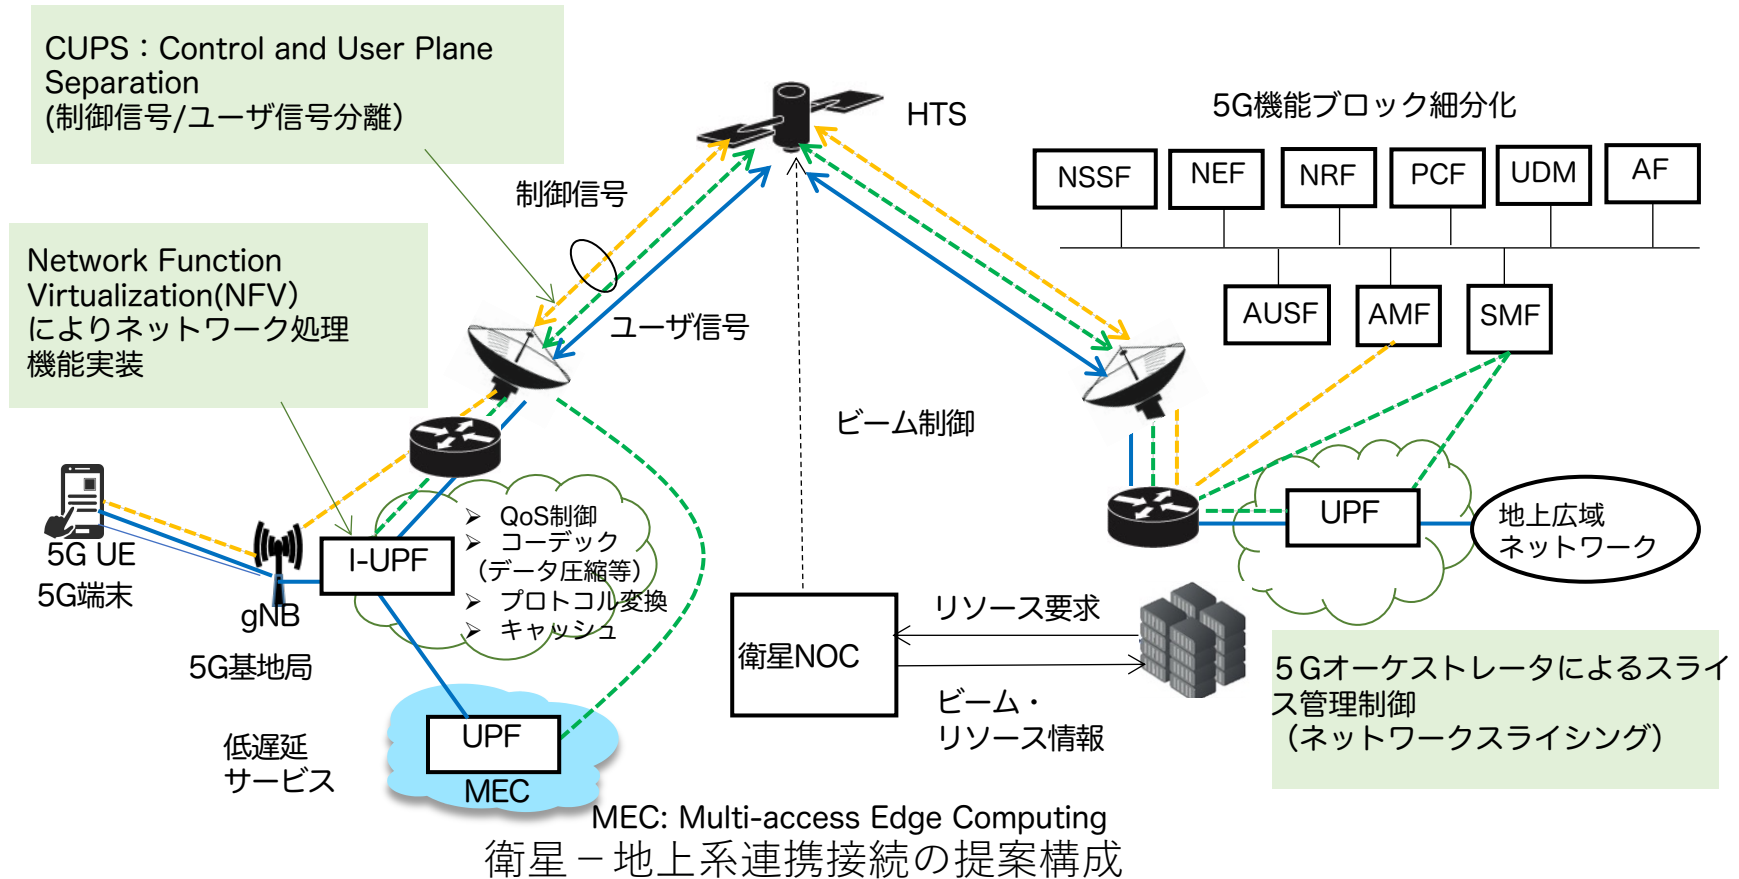 CUPS：Control and User Plane
Separation
(制御信号/ユーザ信号分離）
HTS
5G機能ブロック細分化
NSSF
NEF
NRF
PCF
UDM
AF
制御信号
Network Function
Virtualization(NFV）
によりネットワーク処理
機能実装
AUSF
AMF
SMF
ユーザ信号
ビーム制御
5G UE
5G端末
gNB
5G基地局
I-UPF
➢ QoS制御
➢ コーデック
（データ圧縮等）
➢ プロトコル変換
➢ キャッシュ
UPF
地上広域
ネットワーク
衛星NOC
リソース要求
ビーム・
リソース情報
５Gオーケストレータによるスライ
ス管理制御
（ネットワークスライシング）
低遅延
サービス
UPF
MEC
MEC: Multi-access Edge Computing
衛星－地上系連携接続の提案構成